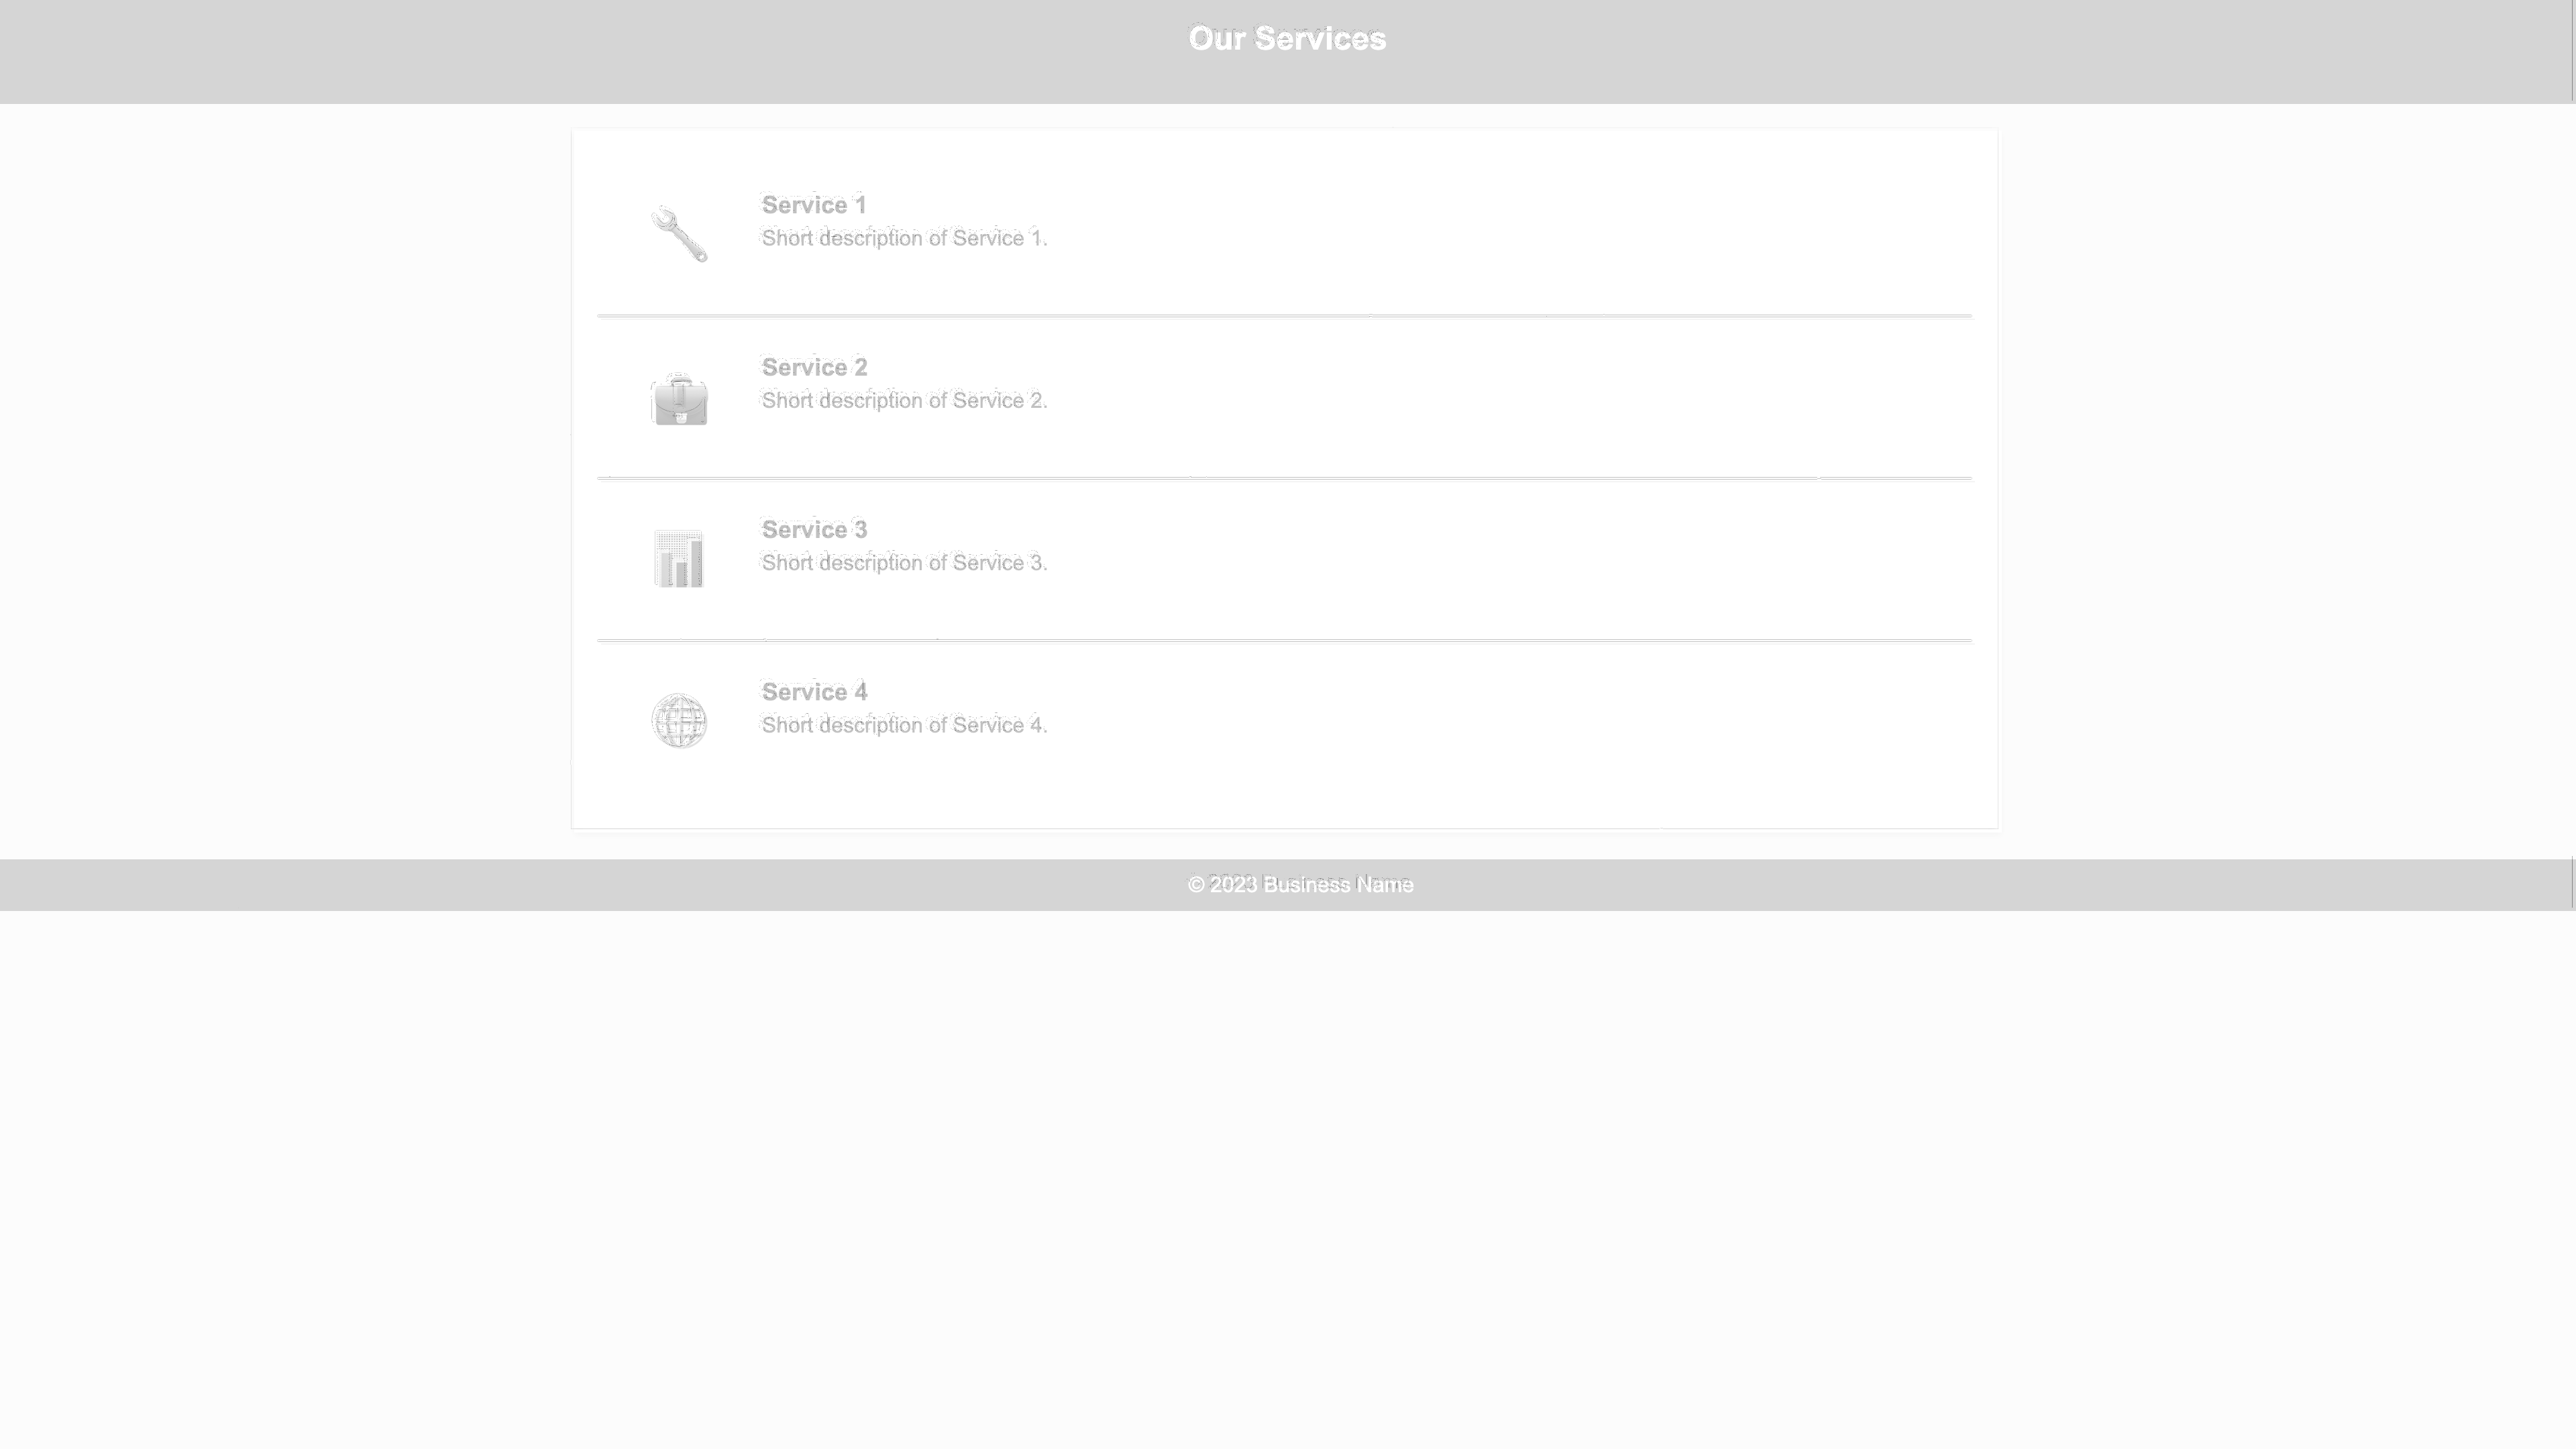 Our Services
Service 1
Short description of Service 1.
Service 2
Short description of Service 2.
Service 3
Short description of Service 3.
Service 4
Short description of Service 4.
© 2023 Business Name